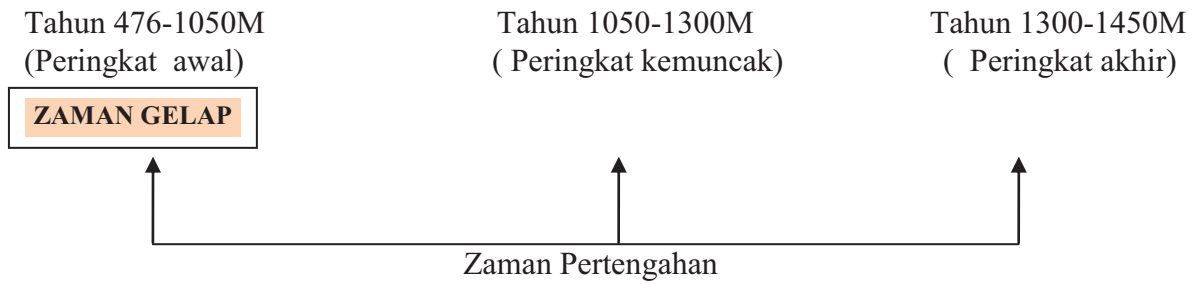 Tahun 476-1050M
(Peringkat awal)
ZAMAN GELAP
Tahun 1050-1300M
( Peringkat kemuncak)
Tahun 1300-1450M
( Peringkat akhir)
Zaman Pertengahan